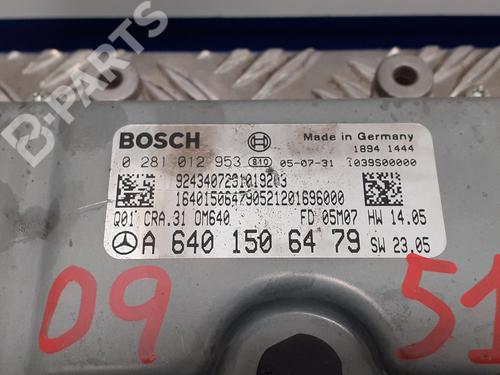 B-PARTS
BOSCH
Made in Germany
1894 1444
0 281 012 953 810 05-07-31 1039S00000
1640150647905212016960000
Q01 CRA.31 OM640 FD 05M07 HW 14.05
A 640 150 64 79 SW 23.05
09
51